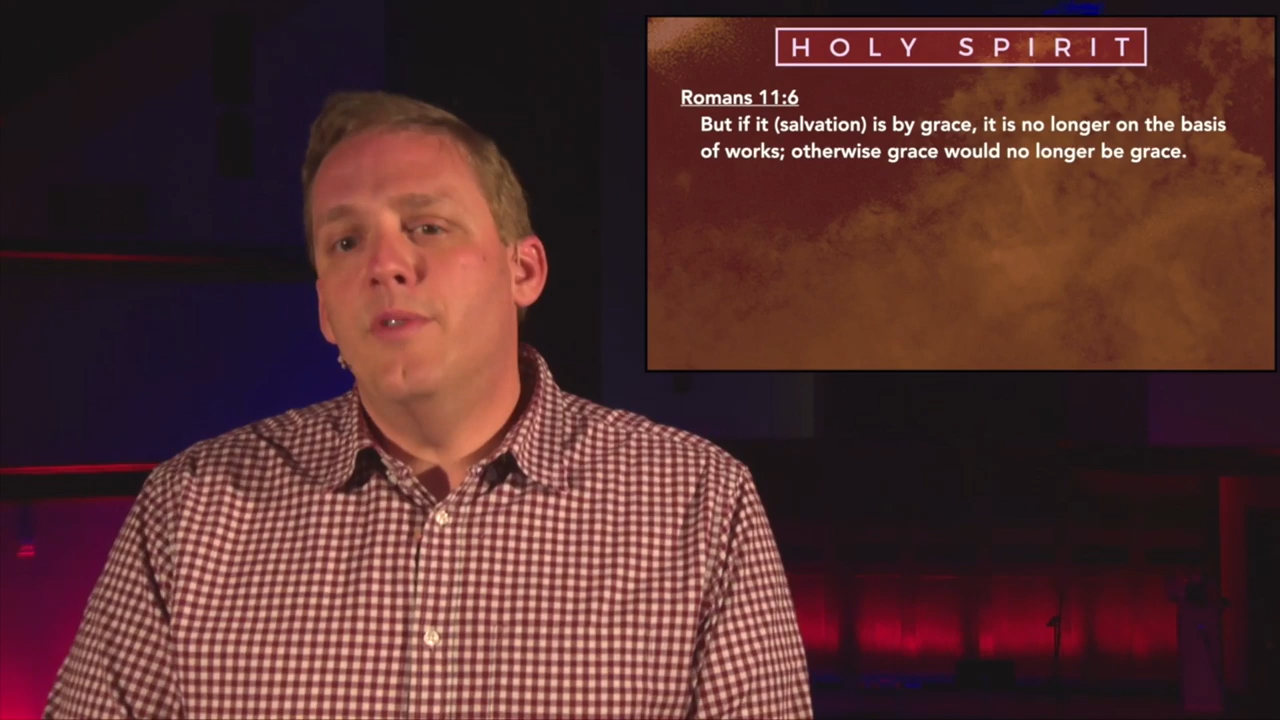 HOLY SPIRIT
Romans 11:6
But if it (salvation) is by grace, it is no longer on the basis
of works; otherwise grace would no longer be grace.